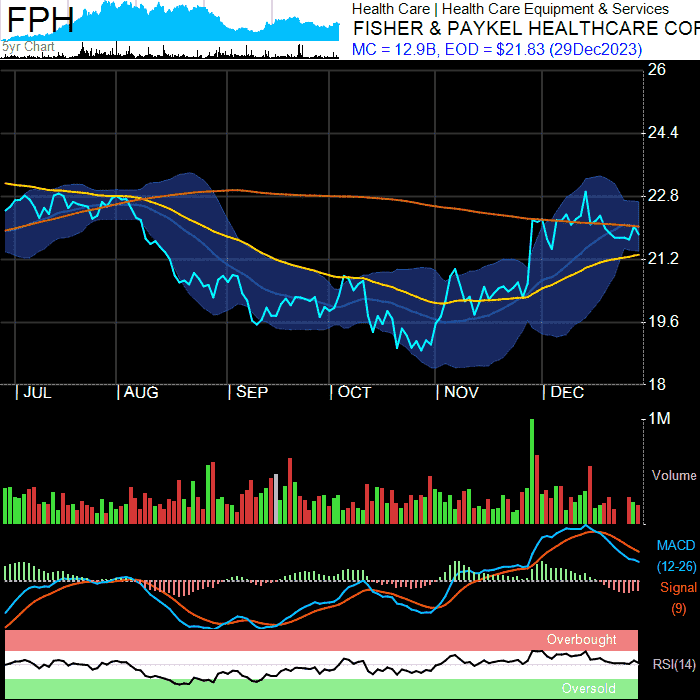 FPH
5yr Chart
Health Care | Health Care Equipment & Services
FISHER & PAYKEL HEALTHCARE COR
MC = 12.9B, EOD = $21.83 (29Dec2023)
26
24.4
22.8
21.2
19.6
18
| JUL | AUG | SEP | OCT | NOV | DEC
1M
Volume
MACD
(12-26)
Signal
(9)
Overbought
RSI(14)
Oversold